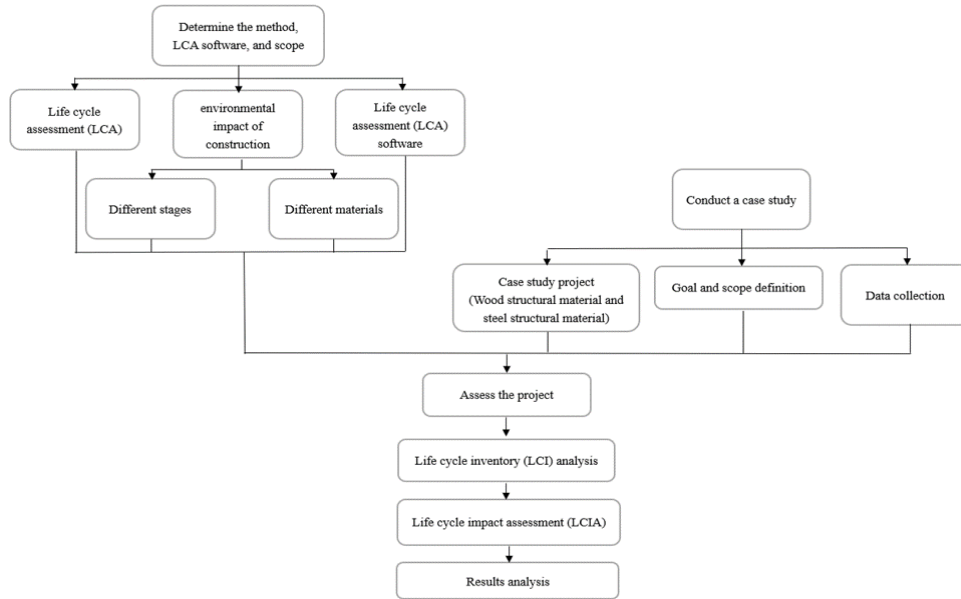 Determine the method,
LCA software, and scope
Life cycle
assessment (LCA)
environmental
impact of
construction
Life cycle
assessment (LCA)
software
Different stages
Different materials
Conduct a case study
Case study project
(Wood structural material and
steel structural material)
Goal and scope definition
Data collection
Assess the project
Life cycle inventory (LCI) analysis
Life cycle impact assessment (LCIA)
Results analysis